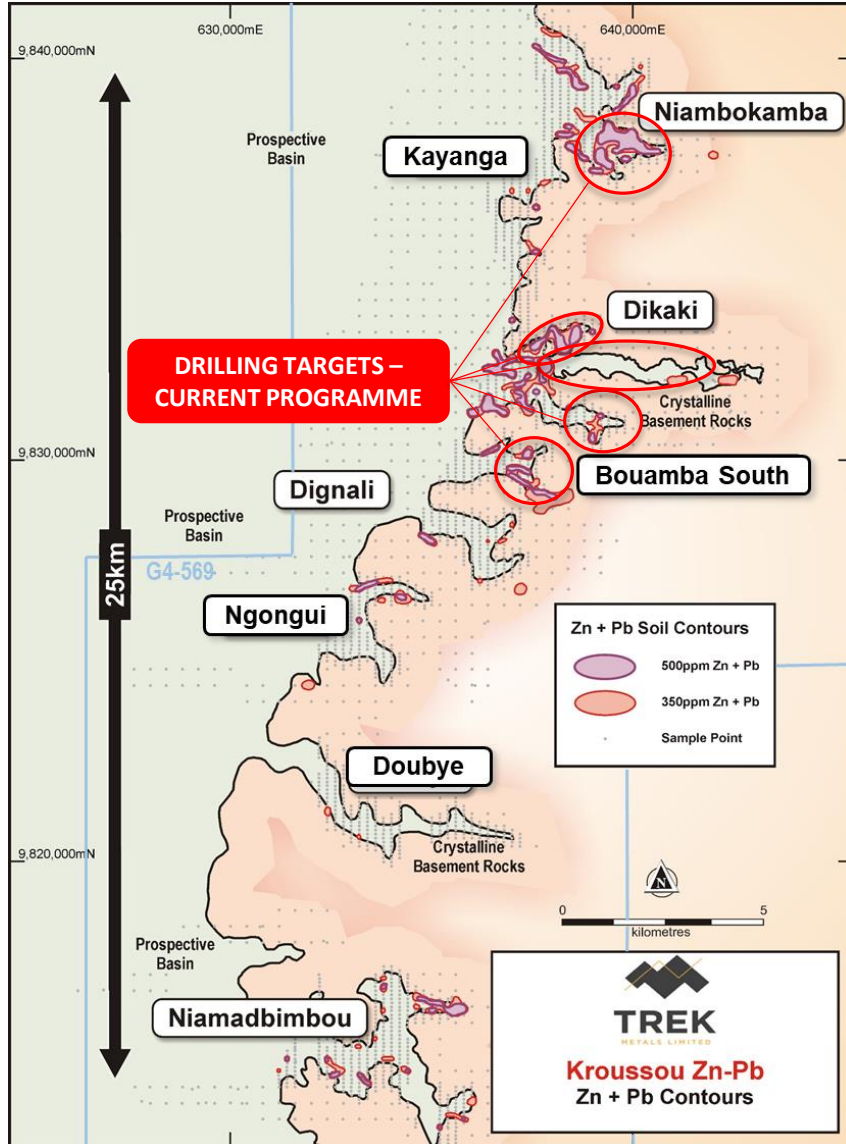 630,000mE
640,000mE
9,840,000mN
Niambokamba
Prospective
Basin
Kayanga
Dikaki
DRILLING TARGETS –
CURRENT PROGRAMME
Crystalline
Basement Rocks
9,830,000mN
Bouamba South
Dignali
Prospective
Basin
G4-569
25km
Ngongui
Zn + Pb Soil Contours
500ppm Zn + Pb
350ppm Zn + Pb
Sample Point
Doubye
Crystalline
Basement Rocks
9,820,000mN
N
0
5
kilometres
Prospective
Basin
Niamadbimbou
TREK
METALS LIMITED
Kroussou Zn-Pb
Zn + Pb Contours